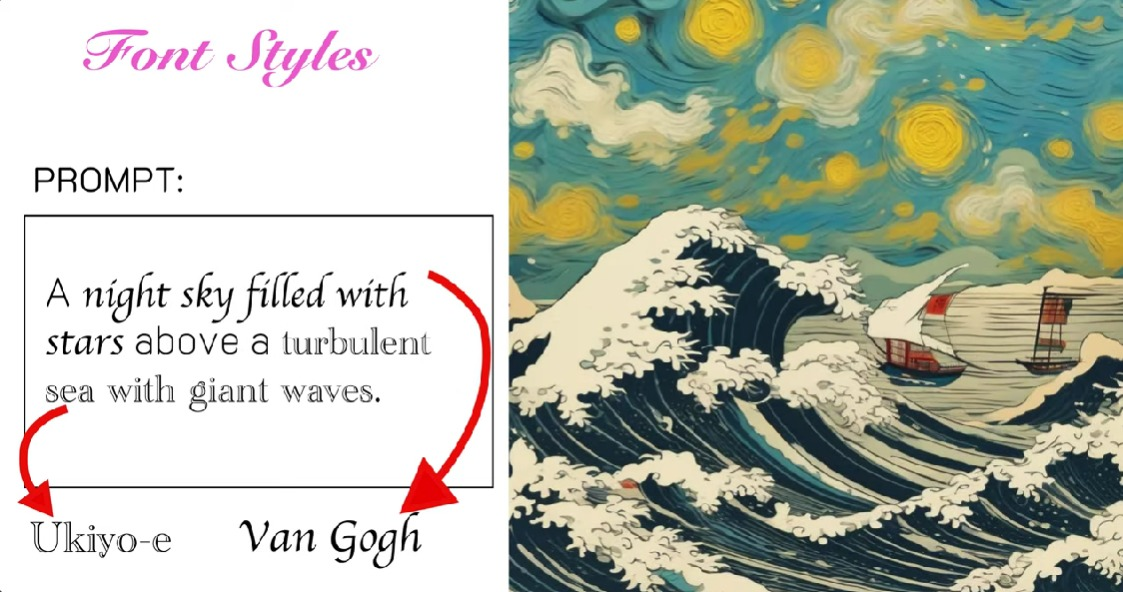 Font Styles
PROMPT:
A night sky filled with
stars above a turbulent
sea with giant waves.
Ukiyo-e
Van Gogh